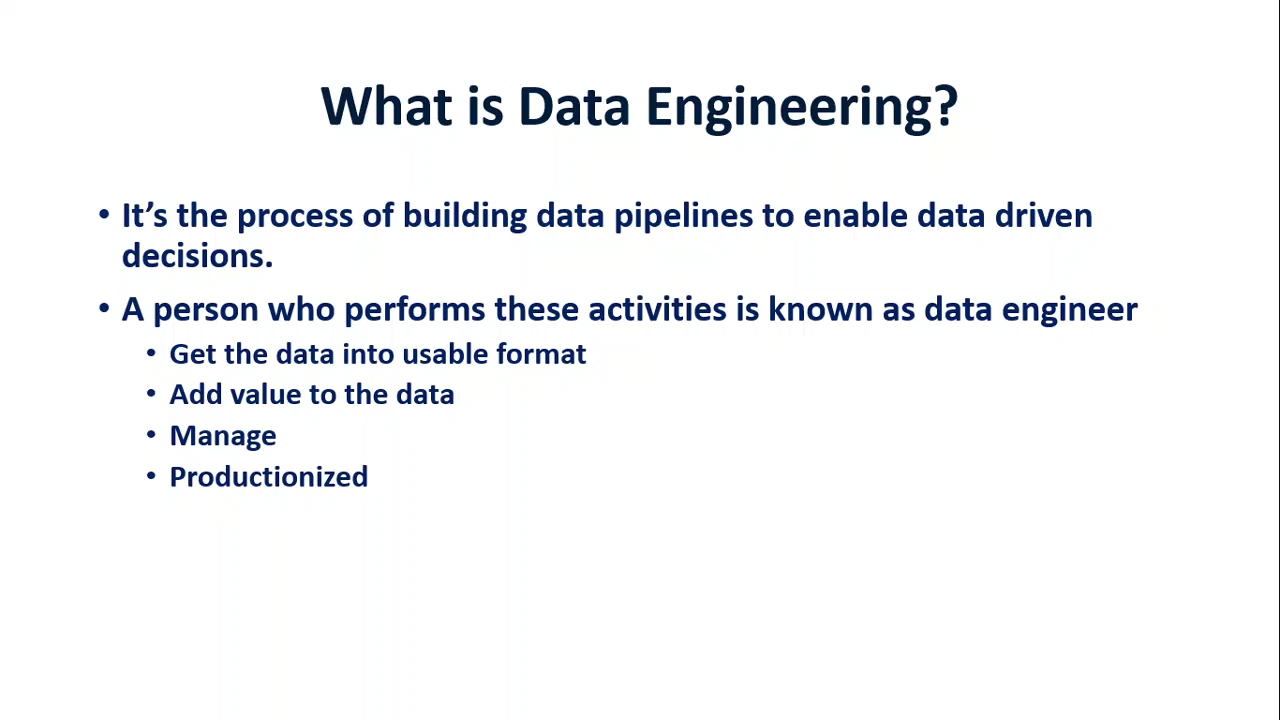 What is Data Engineering?
• It’s the process of building data pipelines to enable data driven
decisions.
• A person who performs these activities is known as data engineer
• Get the data into usable format
• Add value to the data
• Manage
• Productionized